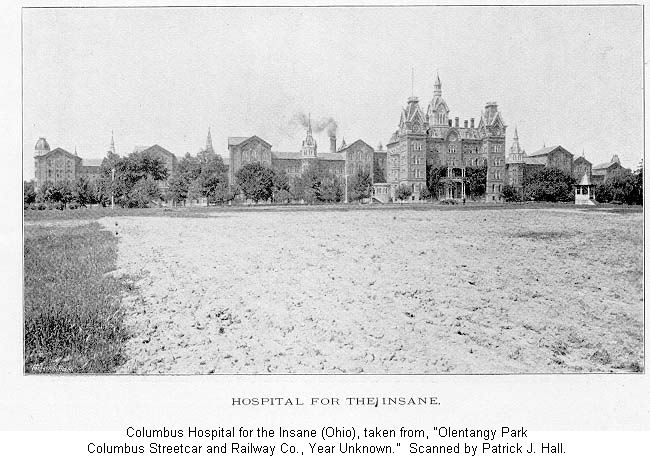 HOSPITAL FOR THE INSANE.
Columbus Hospital for the Insane (Ohio), taken from, "Olentangy Park
Columbus Streetcar and Railway Co., Year Unknown."  Scanned by Patrick J. Hall.